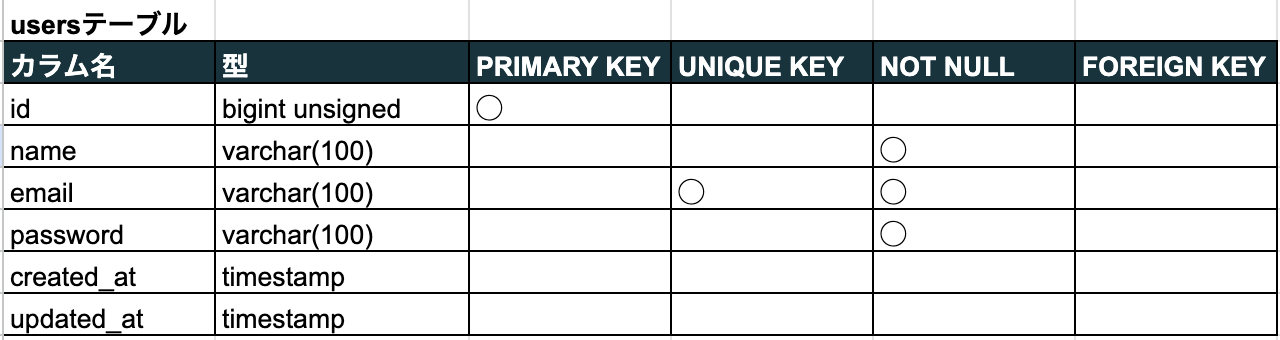 usersテーブル
カラム名 型 PRIMARY KEY UNIQUE KEY NOT NULL FOREIGN KEY
id bigint unsigned ◯
name varchar(100) ◯
email varchar(100) ◯ ◯
password varchar(100) ◯
created_at timestamp
updated_at timestamp